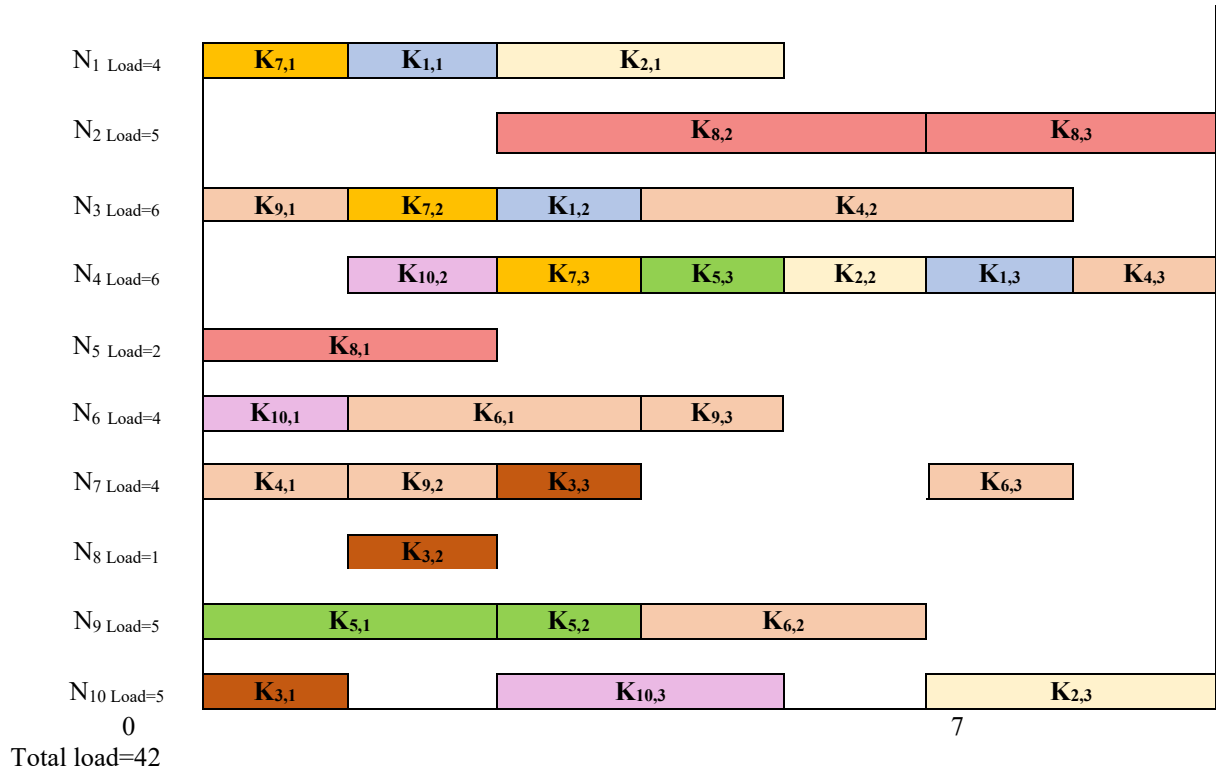 N1 Load=4 K7,1 K1,1 K2,1
N2 Load=5 K8,2 K8,3
N3 Load=6 K9,1 K7,2 K1,2 K4,2
N4 Load=6 K10,2 K7,3 K5,3 K2,2 K1,3 K4,3
N5 Load=2 K8,1
N6 Load=4 K10,1 K6,1 K9,3
N7 Load=4 K4,1 K9,2 K3,3 K6,3
N8 Load=1 K3,2
N9 Load=5 K5,1 K5,2 K6,2
N10 Load=5 K3,1 K10,3 K2,3
0 7
Total load=42